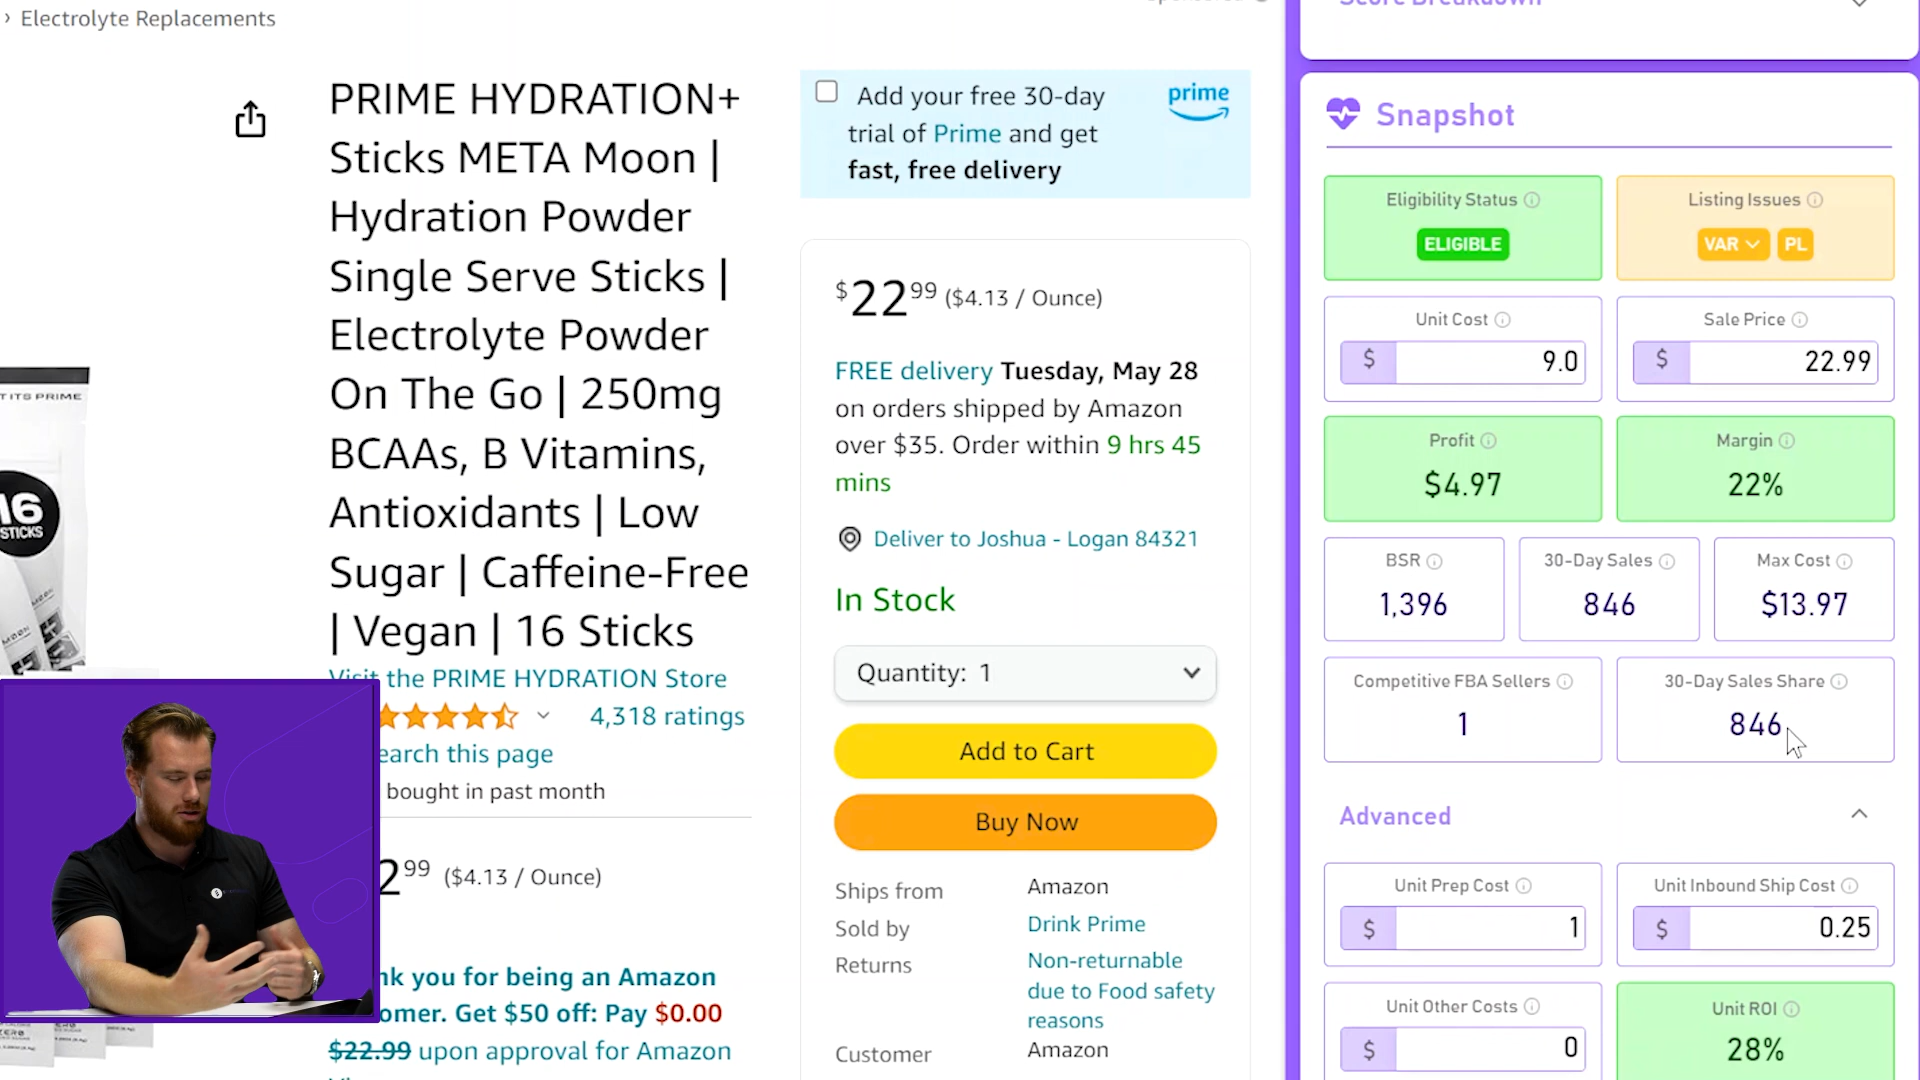 › Electrolyte Replacements
PRIME HYDRATION+
Sticks META Moon |
Hydration Powder
Single Serve Sticks |
Electrolyte Powder
On The Go | 250mg
BCAAs, B Vitamins,
Antioxidants | Low
Sugar | Caffeine-Free
| Vegan | 16 Sticks
Visit the PRIME HYDRATION Store
4,318 ratings
earch this page
bought in past month
2 99 ($4.13 / Ounce)
nk you for being an Amazon
omer. Get $50 off: Pay $0.00
$22.99 upon approval for Amazon
T ITS PRIME
16
STICKS
Add your free 30-day
trial of Prime and get
fast, free delivery
prime
$22 99 ($4.13 / Ounce)
FREE delivery Tuesday, May 28
on orders shipped by Amazon
over $35. Order within 9 hrs 45
mins
Deliver to Joshua - Logan 84321
In Stock
Quantity: 1
Add to Cart
Buy Now
Ships from Amazon
Sold by Drink Prime
Returns Non-returnable
due to Food safety
reasons
Customer Amazon
Score Breakdown
Snapshot
Eligibility Status
ELIGIBLE
Listing Issues
VAR PL
Unit Cost
$ 9.0
Sale Price
$ 22.99
Profit
$4.97
Margin
22%
BSR
1,396
30-Day Sales
846
Max Cost
$13.97
Competitive FBA Sellers
1
30-Day Sales Share
846
Advanced
Unit Prep Cost
$ 1
Unit Inbound Ship Cost
$ 0.25
Unit Other Costs
$ 0
Unit ROI
28%